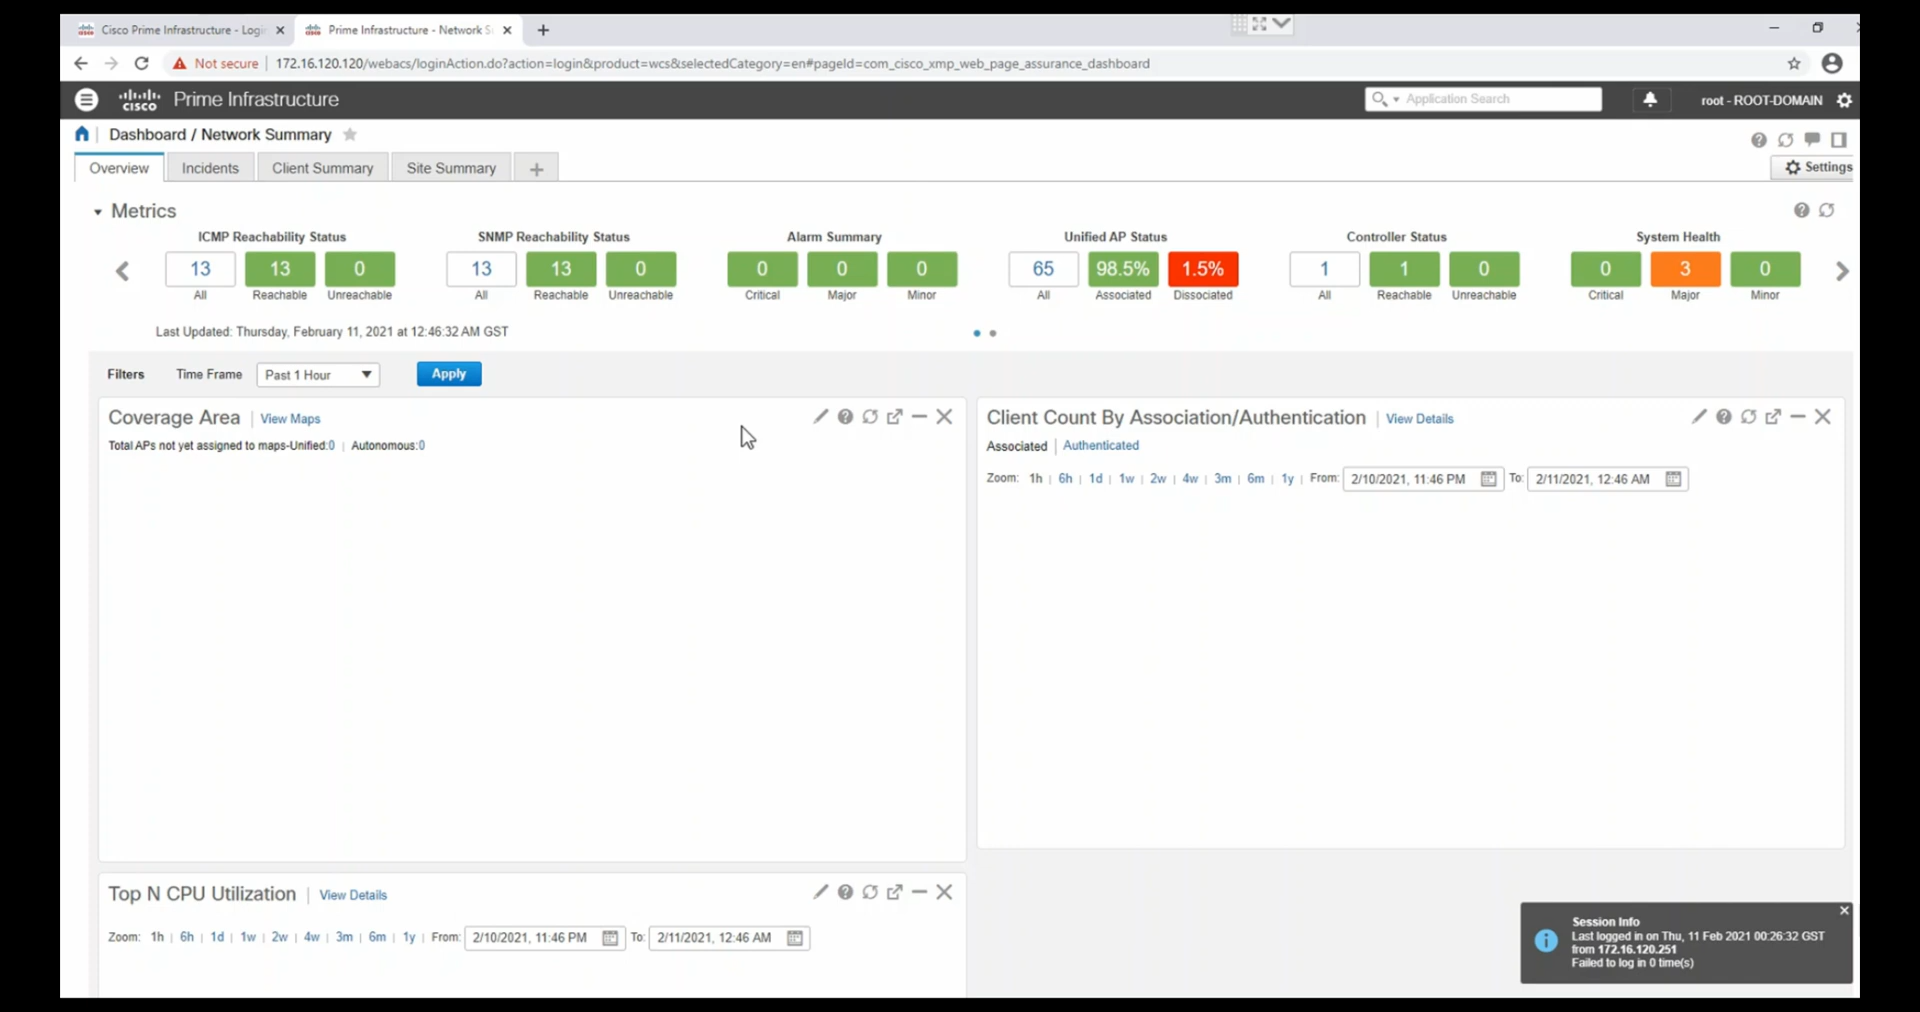 Cisco Prime Infrastructure - Logi
Prime Infrastructure - Network S
Not secure | 172.16.120.120/webacs/loginAction.do?action=login&product=wcs&selectedCategory=en#pageId=com_cisco_xmp_web_page_assurance_dashboard
cisco Prime Infrastructure
Application Search
root - ROOT-DOMAIN
Dashboard / Network Summary
Overview
Incidents
Client Summary
Site Summary
Settings
Metrics
ICMP Reachability Status
13 13 0
All Reachable Unreachable
SNMP Reachability Status
13 13 0
All Reachable Unreachable
Alarm Summary
0 0 0
Critical Major Minor
Unified AP Status
65 98.5% 1.5%
All Associated Dissociated
Controller Status
1 1 0
All Reachable Unreachable
System Health
0 3 0
Critical Major Minor
Last Updated: Thursday, February 11, 2021 at 12:46:32 AM GST
Filters Time Frame Past 1 Hour Apply
Coverage Area | View Maps
Total APs not yet assigned to maps-Unified:0 | Autonomous:0
Client Count By Association/Authentication | View Details
Associated | Authenticated
Zoom: 1h | 6h | 1d | 1w | 2w | 4w | 3m | 6m | 1y | From: 2/10/2021, 11:46 PM To: 2/11/2021, 12:46 AM
Top N CPU Utilization | View Details
Zoom: 1h | 6h | 1d | 1w | 2w | 4w | 3m | 6m | 1y | From: 2/10/2021, 11:46 PM To: 2/11/2021, 12:46 AM
Session Info
Last logged in on Thu, 11 Feb 2021 00:26:32 GST
from 172.16.120.251
Failed to log in 0 time(s)